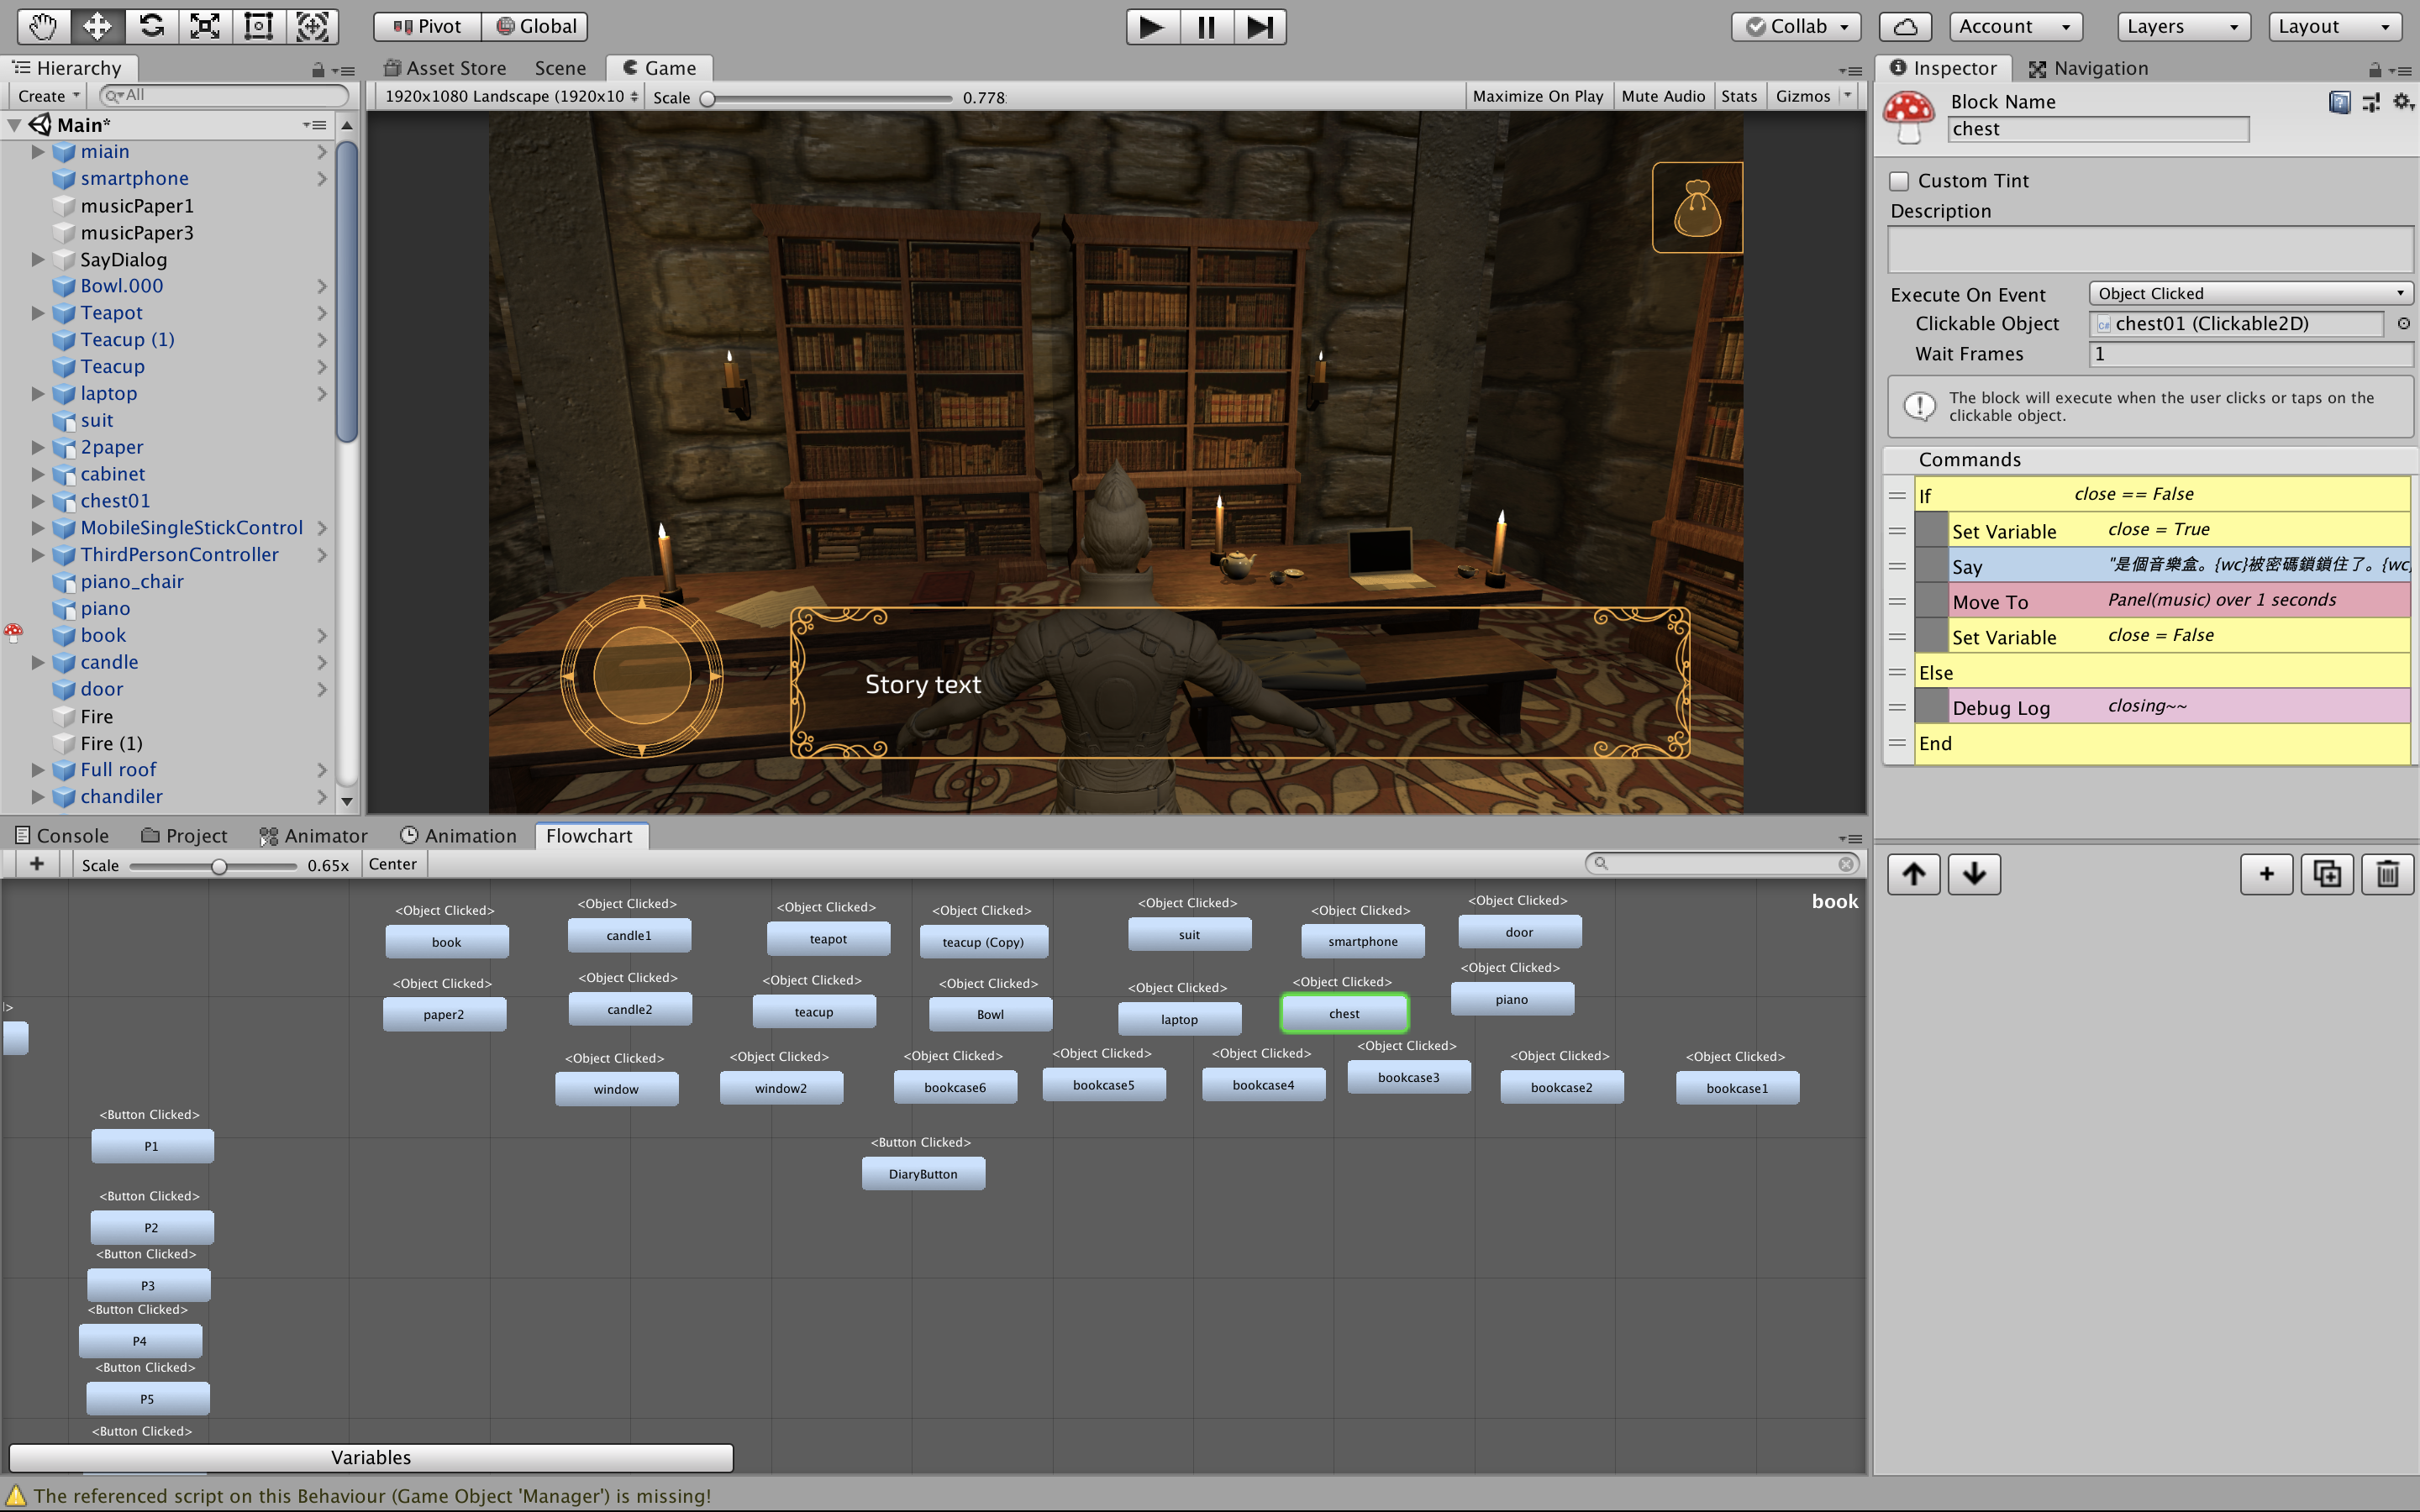 Pivot Global Collab Account Layers Layout
Hierarchy
Create All
Main*
miain
smartphone
musicPaper1
musicPaper3
SayDialog
Bowl.000
Teapot
Teacup (1)
Teacup
laptop
suit
2paper
cabinet
chest01
MobileSingleStickControl
ThirdPersonController
piano_chair
piano
book
candle
door
Fire
Fire (1)
Full roof
chandiler
Asset Store Scene Game
1920x1080 Landscape (1920x10 Scale 0.778 Maximize On Play Mute Audio Stats Gizmos
Story text
Inspector Navigation
Block Name
chest
Custom Tint
Description
Execute On Event Object Clicked
Clickable Object chest01 (Clickable2D)
Wait Frames 1
The block will execute when the user clicks or taps on the
clickable object.
Commands
If close == False
Set Variable close = True
Say "是個音樂盒。{wc}被密碼鎖鎖住了。{wc
Move To Panel(music) over 1 seconds
Set Variable close = False
Else
Debug Log closing~~
End
Console Project Animator Animation Flowchart
Scale 0.65x Center
book
<Object Clicked> <Object Clicked> <Object Clicked> <Object Clicked> <Object Clicked> <Object Clicked> <Object Clicked>
book candle1 teapot teacup (Copy) suit smartphone door
<Object Clicked> <Object Clicked> <Object Clicked> <Object Clicked> <Object Clicked> <Object Clicked> <Object Clicked>
paper2 candle2 teacup Bowl laptop chest piano
<Object Clicked> <Object Clicked> <Object Clicked> <Object Clicked> <Object Clicked> <Object Clicked> <Object Clicked> <Object Clicked>
window window2 bookcase6 bookcase5 bookcase4 bookcase3 bookcase2 bookcase1
<Button Clicked>
P1
<Button Clicked>
DiaryButton
<Button Clicked>
P2
<Button Clicked>
P3
<Button Clicked>
P4
<Button Clicked>
P5
<Button Clicked>
Variables
The referenced script on this Behaviour (Game Object 'Manager') is missing!